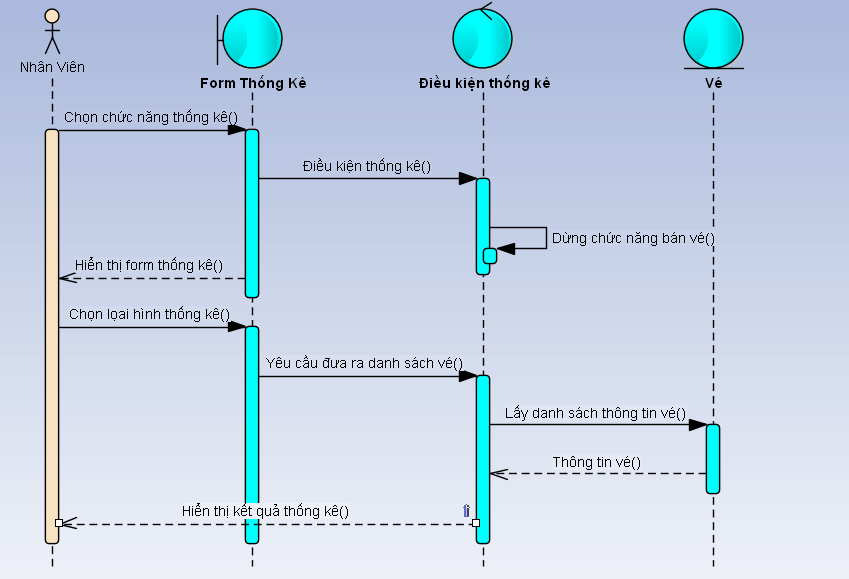 Nhân Viên
Form Thống Kê
Điều kiện thống kê
Vé
Chọn chức năng thống kê()
Điều kiện thống kê()
Dừng chức năng bán vé()
Hiển thị form thống kê()
Chọn lọai hình thống kê()
Yêu cầu đưa ra danh sách vé()
Lấy danh sách thông tin vé()
Thông tin vé()
Hiển thị kết quả thống kê()